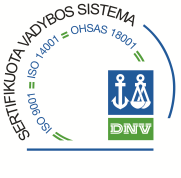 SERTIFIKUOTA VADYBOS SISTEMA
ISO 9001 = ISO 14001 = OHSAS 18001 =
DNV